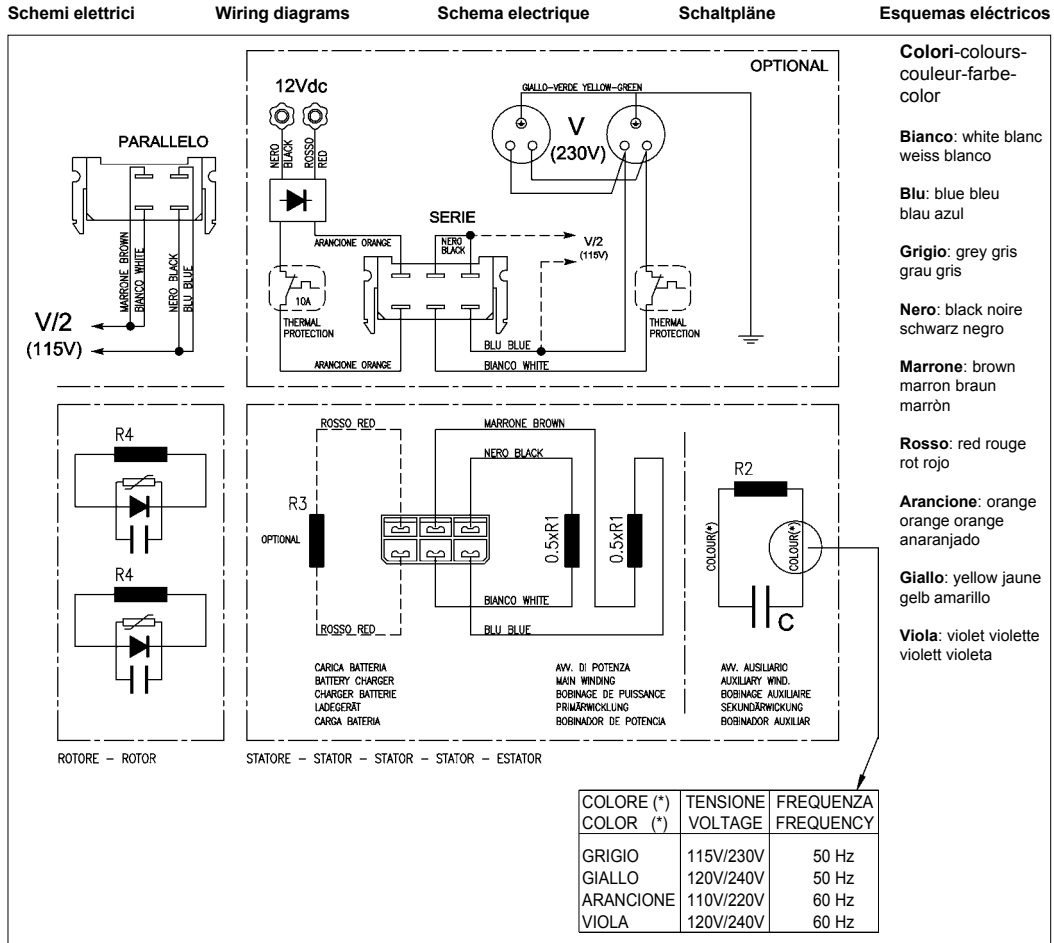 Schemi elettrici Wiring diagrams Schema electrique Schaltpläne Esquemas eléctricos
OPTIONAL
12Vdc
GIALLO-VERDE YELLOW-GREEN
NERO
BLACK
ROSSO
RED
V
(230V)
PARALLELO
SERIE
ARANCIONE ORANGE
NERO
BLACK
V/2
(115V)
MARRONE BROWN
BIANCO WHITE
NERO BLACK
BLU BLUE
10A
THERMAL
PROTECTION
THERMAL
PROTECTION
V/2
(115V)
BLU BLUE
ARANCIONE ORANGE
BIANCO WHITE
R4
R4
ROTORE – ROTOR
ROSSO RED
MARRONE BROWN
NERO BLACK
R3
OPTIONAL
0.5xR1
0.5xR1
BIANCO WHITE
ROSSO RED
BLU BLUE
R2
COLOUR(*)
COLOUR(*)
C
CARICA BATTERIA
BATTERY CHARGER
CHARGER BATTERIE
LADEGERÄT
CARGA BATERIA
AVV. DI POTENZA
MAIN WINDING
BOBINAGE DE PUISSANCE
PRIMÄRWICKLUNG
BOBINADOR DE POTENCIA
AVV. AUSILIARIO
AUXILIARY WIND.
BOBINAGE AUXILIAIRE
SEKUNDÄRWICKUNG
BOBINADOR AUXILIAR
STATORE – STATOR – STATOR – STATOR – ESTATOR
COLORE (*) TENSIONE FREQUENZA
COLOR (*) VOLTAGE FREQUENCY
GRIGIO 115V/230V 50 Hz
GIALLO 120V/240V 50 Hz
ARANCIONE 110V/220V 60 Hz
VIOLA 120V/240V 60 Hz
Colori-colours-
couleur-farbe-
color
Bianco: white blanc
weiss blanco
Blu: blue bleu
blau azul
Grigio: grey gris
grau gris
Nero: black noire
schwarz negro
Marrone: brown
marron braun
marròn
Rosso: red rouge
rot rojo
Arancione: orange
orange orange
anaranjado
Giallo: yellow jaune
gelb amarillo
Viola: violet violette
violett violeta